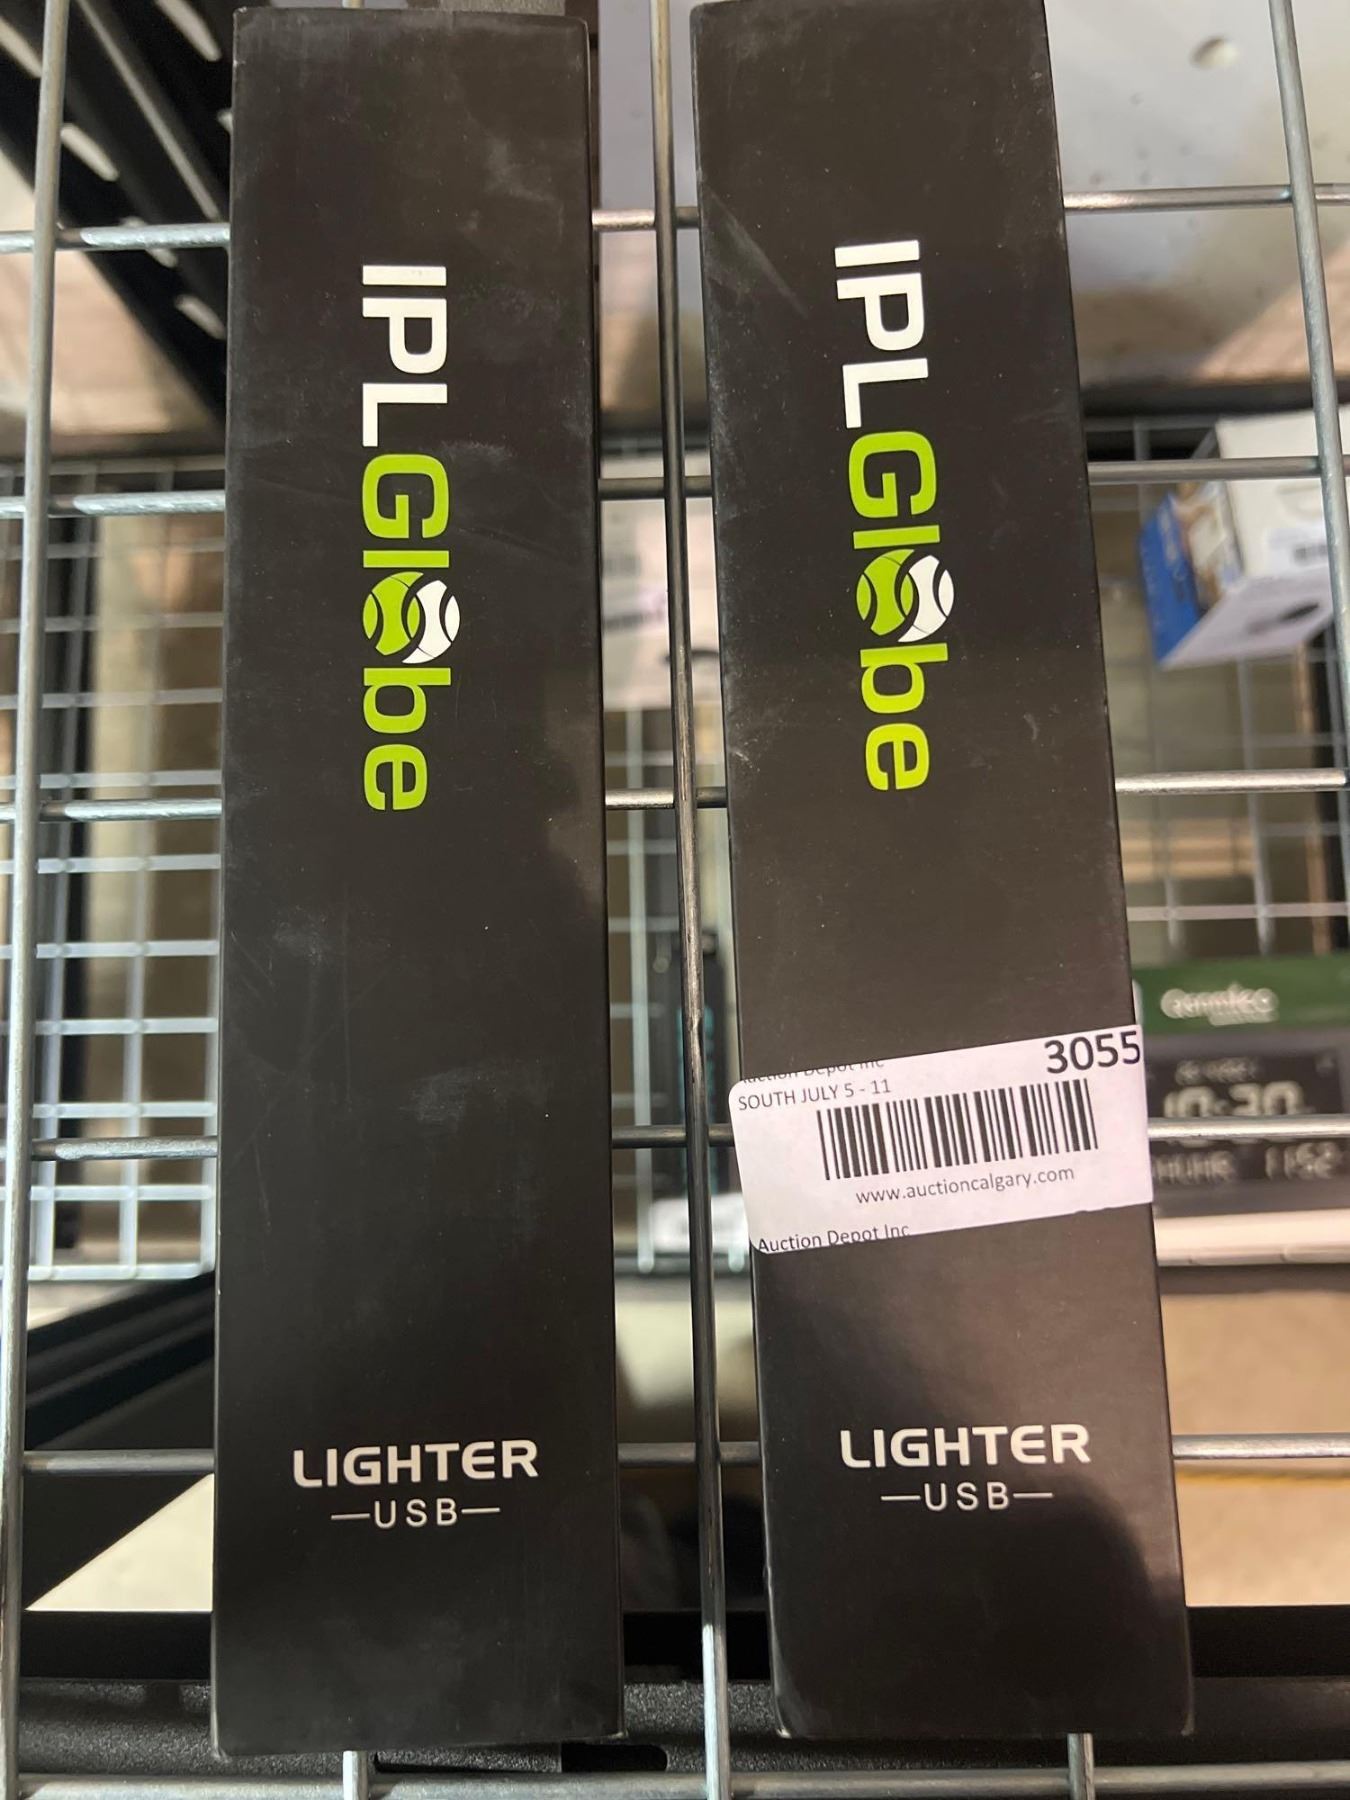 IPLGlobe
LIGHTER
—USB—
IPLGlobe
3055
SOUTH JULY 5 - 11
www.auctioncalgary.com
Auction Depot Inc
LIGHTER
—USB—